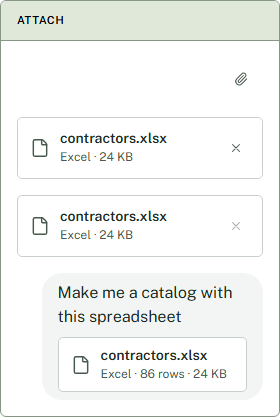 ATTACH
contractors.xlsx
Excel · 24 KB
contractors.xlsx
Excel · 24 KB
Make me a catalog with
this spreadsheet
contractors.xlsx
Excel · 86 rows · 24 KB